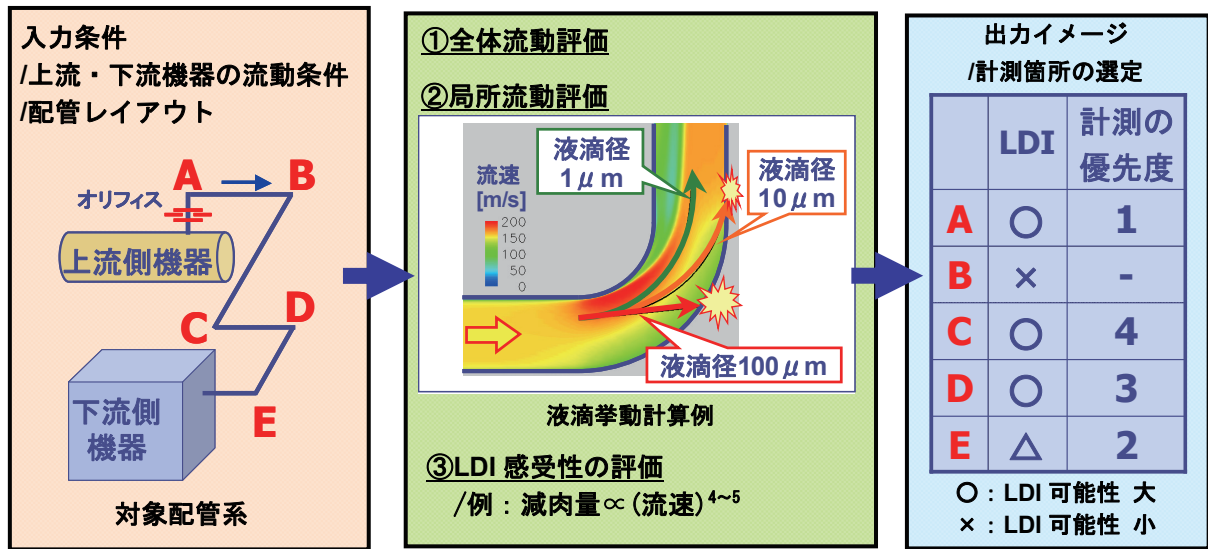 入力条件
/上流・下流機器の流動条件
/配管レイアウト
A
B
オリフィス
上流側機器
C
D
E
下流側
機器
対象配管系
①全体流動評価
②局所流動評価
流速
[m/s]
200
150
100
50
0
液滴径
1μm
液滴径
10μm
液滴径100μm
液滴挙動計算例
③LDI 感受性の評価
/例：減肉量∝(流速)4~5
出力イメージ
/計測箇所の選定
LDI 計測の
優先度
A ○ 1
B × -
C ○ 4
D ○ 3
E △ 2
○：LDI 可能性 大
×：LDI 可能性 小